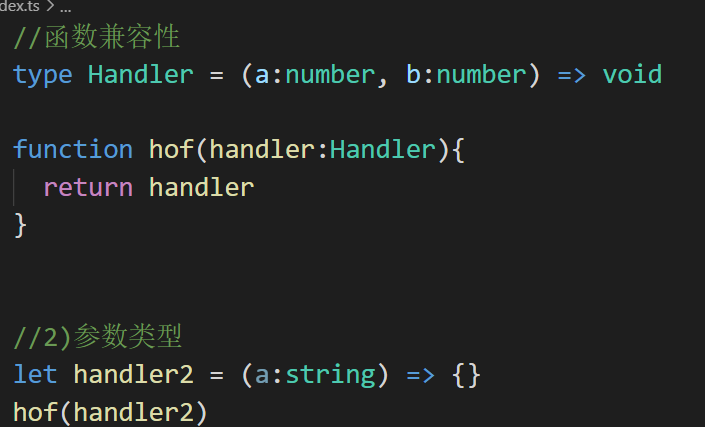 dex.ts > ...
//函数兼容性
type Handler = (a:number, b:number) => void
function hof(handler:Handler){
return handler
}
//2)参数类型
let handler2 = (a:string) => {}
hof(handler2)